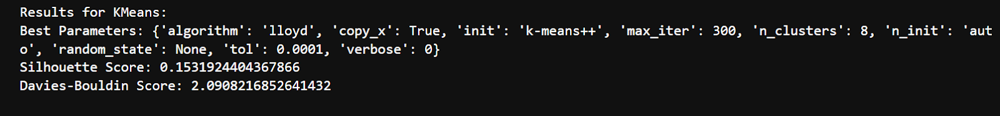 Results for KMeans:
Best Parameters: {'algorithm': 'lloyd', 'copy_x': True, 'init': 'k-means++', 'max_iter': 300, 'n_clusters': 8, 'n_init': 'aut
o', 'random_state': None, 'tol': 0.0001, 'verbose': 0}
Silhouette Score: 0.1531924404367866
Davies-Bouldin Score: 2.0908216852641432